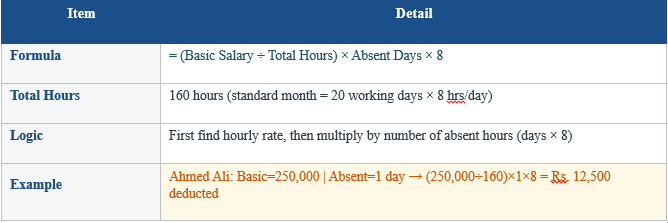 Item Detail
Formula = (Basic Salary ÷ Total Hours) × Absent Days × 8
Total Hours 160 hours (standard month = 20 working days × 8 hrs/day)
Logic First find hourly rate, then multiply by number of absent hours (days × 8)
Example Ahmed Ali: Basic=250,000 | Absent=1 day → (250,000÷160)×1×8 = Rs. 12,500
deducted